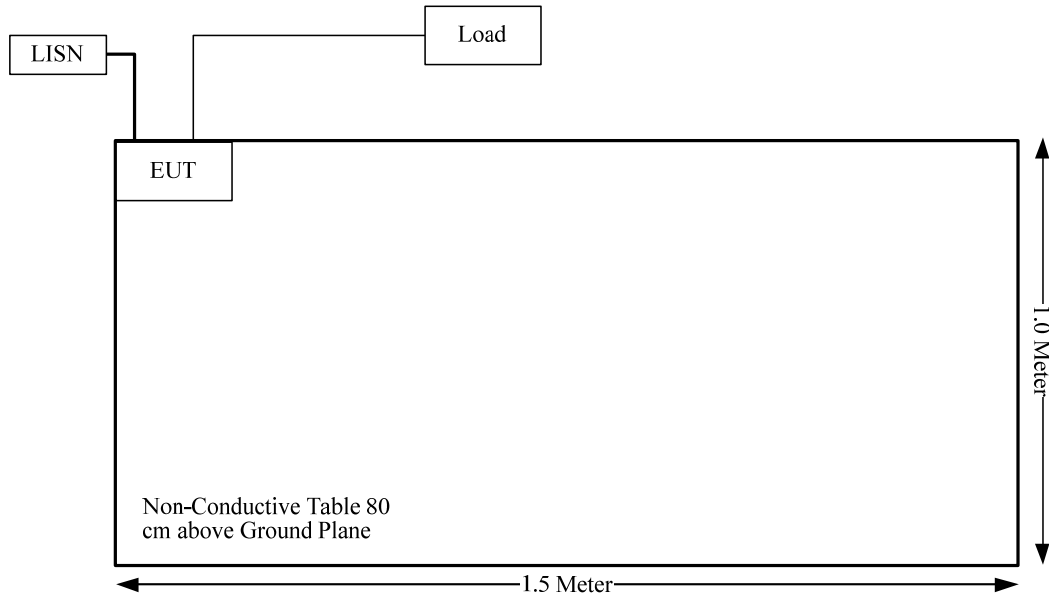 Load
LISN
EUT
1.0 Meter
Non-Conductive Table 80
cm above Ground Plane
1.5 Meter